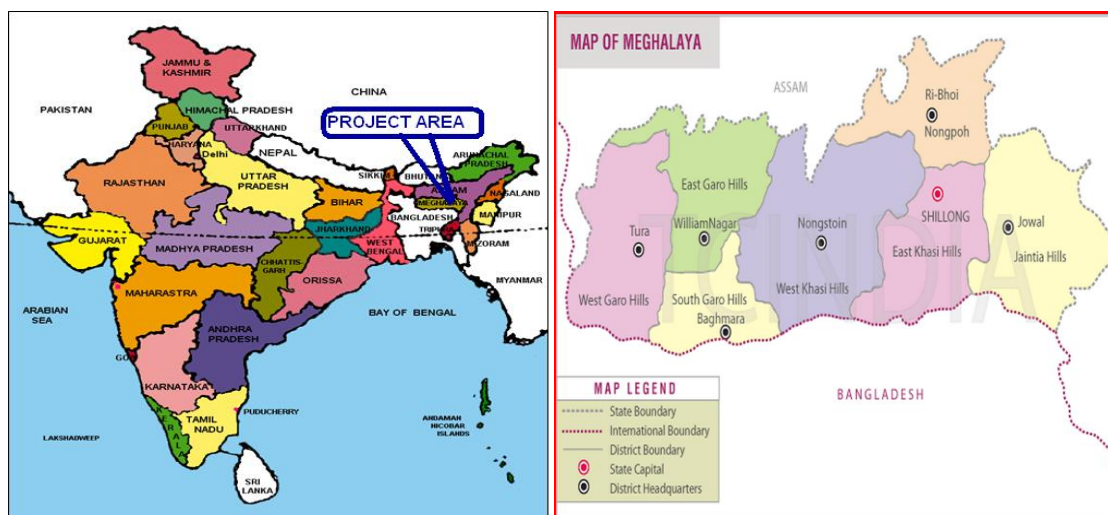 JAMMU &
KASHMIR
CHINA
PAKISTAN
HIMACHAL PRADESH
PUNJAB
UTTARKHAND
PROJECT AREA
HARYANA
Delhi
NEPAL
ARUNACHAL
PRADESH
SIKKIM
BHUTAN
RAJASTHAN
UTTAR
PRADESH
ASSAM
NAGALAND
BIHAR
MEGHALAYA
BANGLADESH
MANIPUR
GUJARAT
MADHYA PRADESH
JHARKHAND
TRIPURA
WEST
BENGAL
MIZORAM
CHHATTIS-
GARH
ORISSA
MYANMAR
MAHARASTRA
ARABIAN
SEA
BAY OF BENGAL
ANDHRA
PRADESH
GO
KARNATAKA
PUDUCHERRY
TAMIL
NADU
KERALA
LAKSHADWEEP
ANDAMAN
NICOBAR
ISLANDS
SRI
LANKA
MAP OF MEGHALAYA
ASSAM
Ri-Bhoi
Nongpoh
East Garo Hills
SHILLONG
WilliamNagar
Nongstoin
Jowal
Tura
East Khasi Hills
Jaintia Hills
TCINDIA
West Garo Hills
South Garo Hills
West Khasi Hills
Baghmara
BANGLADESH
MAP LEGEND
State Boundary
International Boundary
District Boundary
State Capital
District Headquarters